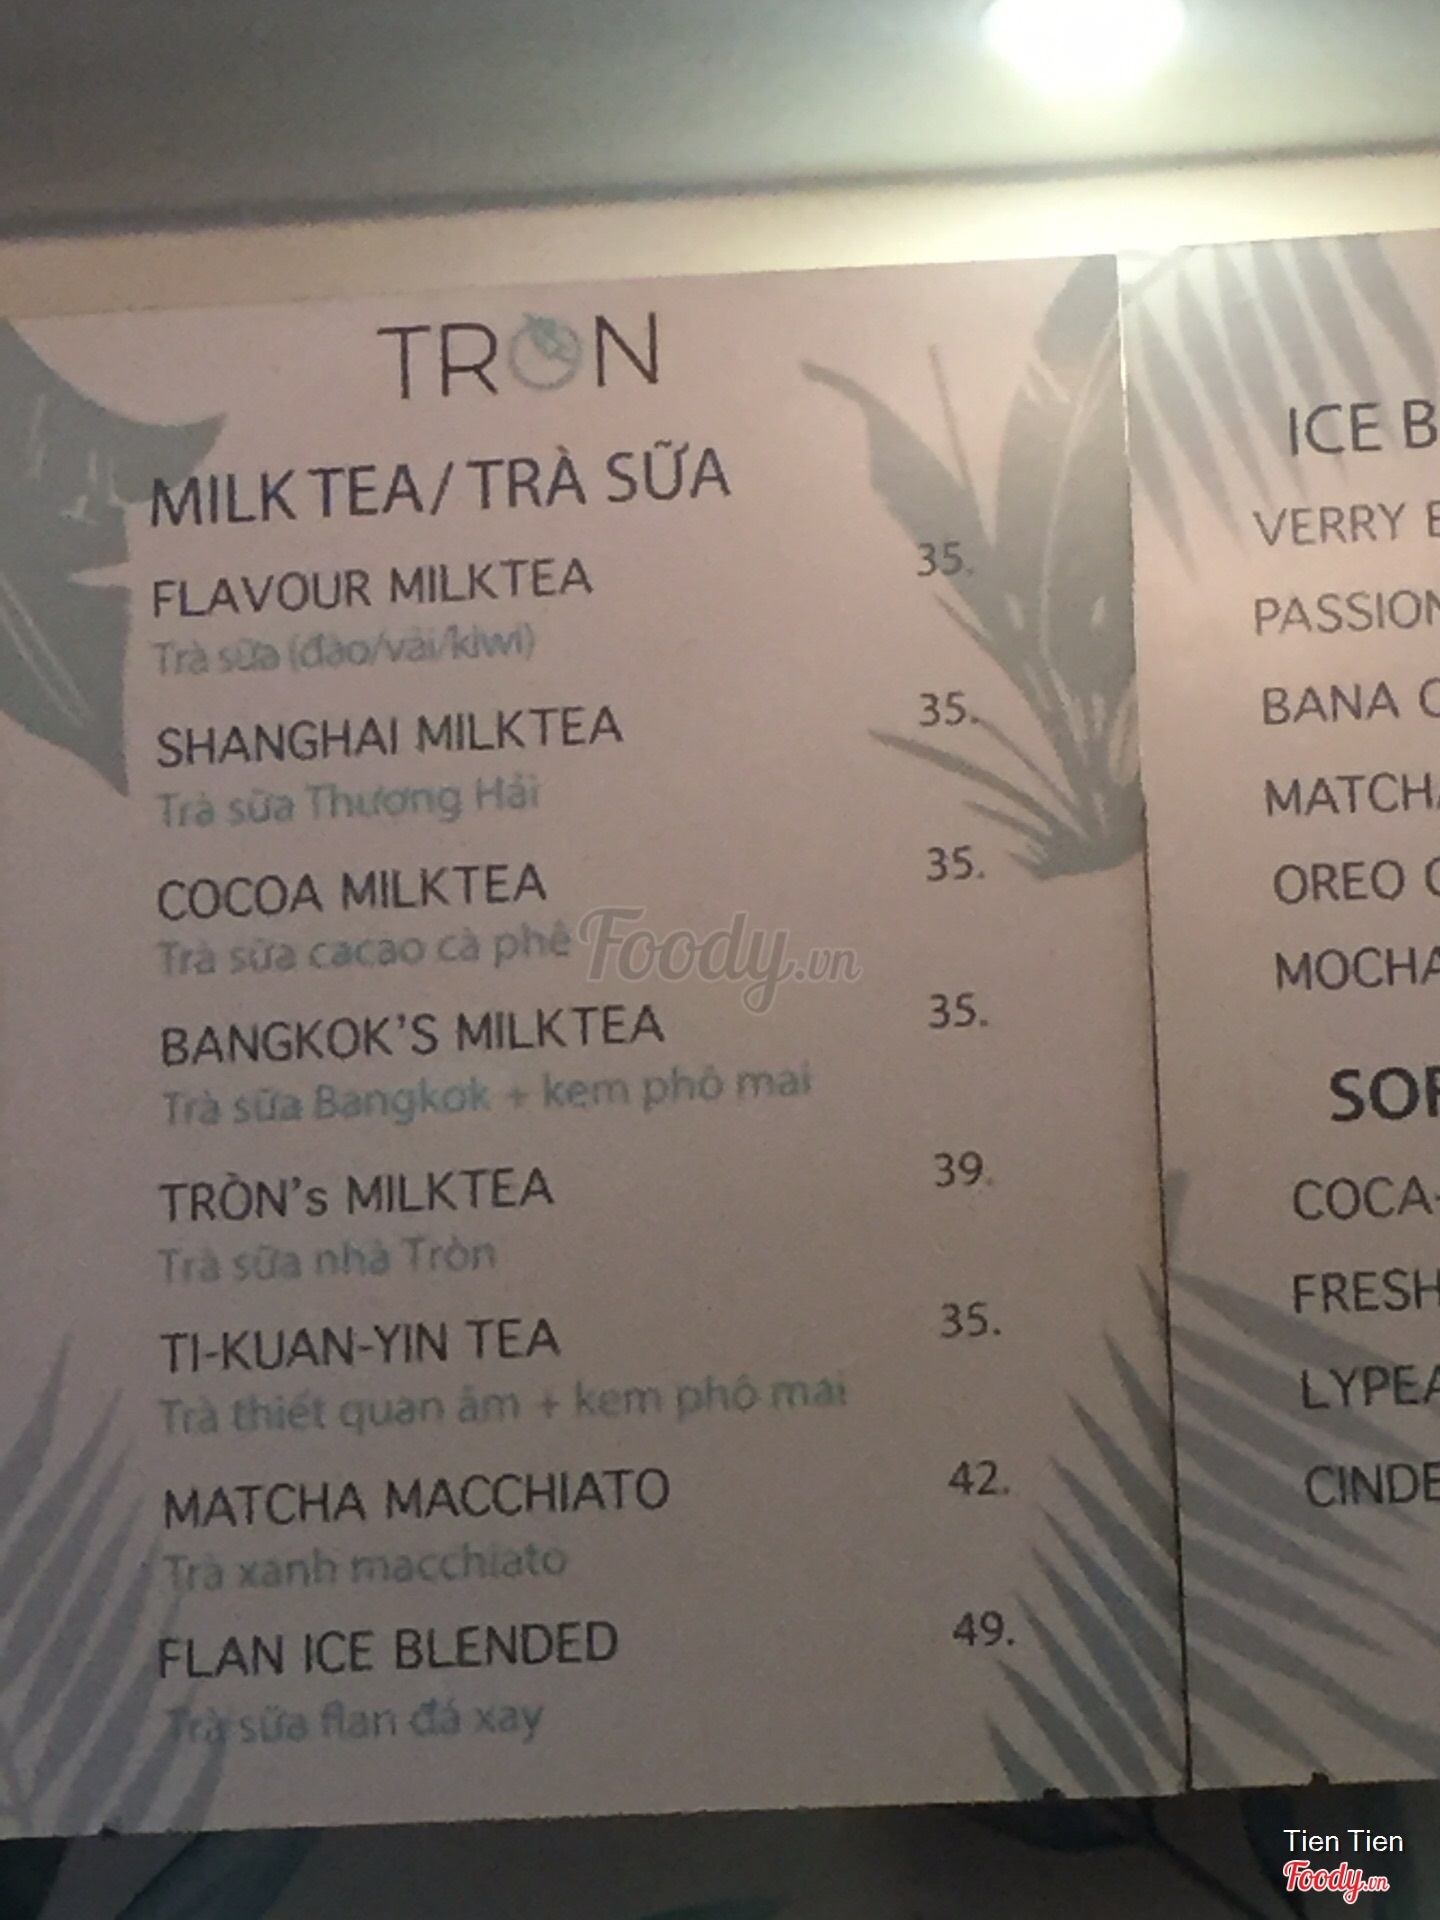 TRÒN
MILK TEA / TRÀ SỮA
FLAVOUR MILKTEA 35.
Trà sữa (đào/vải/kiwi)
SHANGHAI MILKTEA 35.
Trà sữa Thượng Hải
COCOA MILKTEA 35.
Trà sữa cacao cà phê
BANGKOK'S MILKTEA 35.
Trà sữa Bangkok + kem phô mai
TRÒN's MILKTEA 39.
Trà sữa nhà Tròn
TI-KUAN-YIN TEA 35.
Trà thiết quan âm + kem phô mai
MATCHA MACCHIATO 42.
Trà xanh macchiato
FLAN ICE BLENDED 49.
Trà sữa flan đá xay
ICE B
VERRY
PASSION
BANA
MATCHA
OREO
MOCHA
SOF
COCA-
FRESH
LYPEA
CINDE
Foody.vn
Tien Tien
Foody.vn